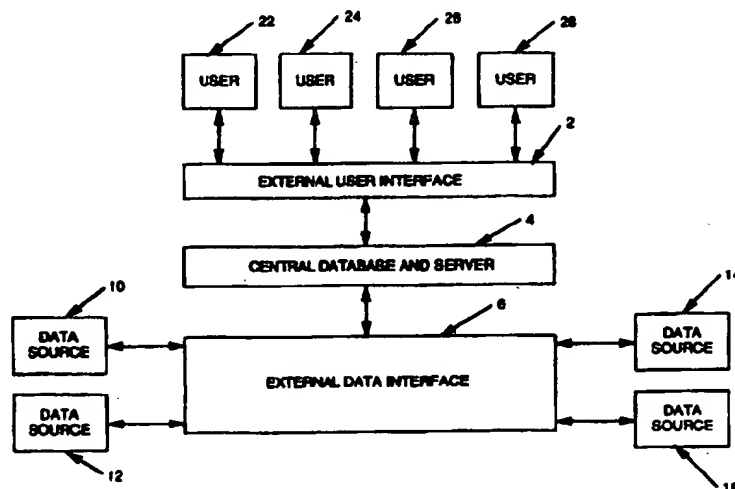 22 24 26 28
USER USER USER USER
2
EXTERNAL USER INTERFACE
4
CENTRAL DATABASE AND SERVER
10 6
DATA SOURCE
DATA SOURCE
EXTERNAL DATA INTERFACE
DATA SOURCE
DATA SOURCE
12